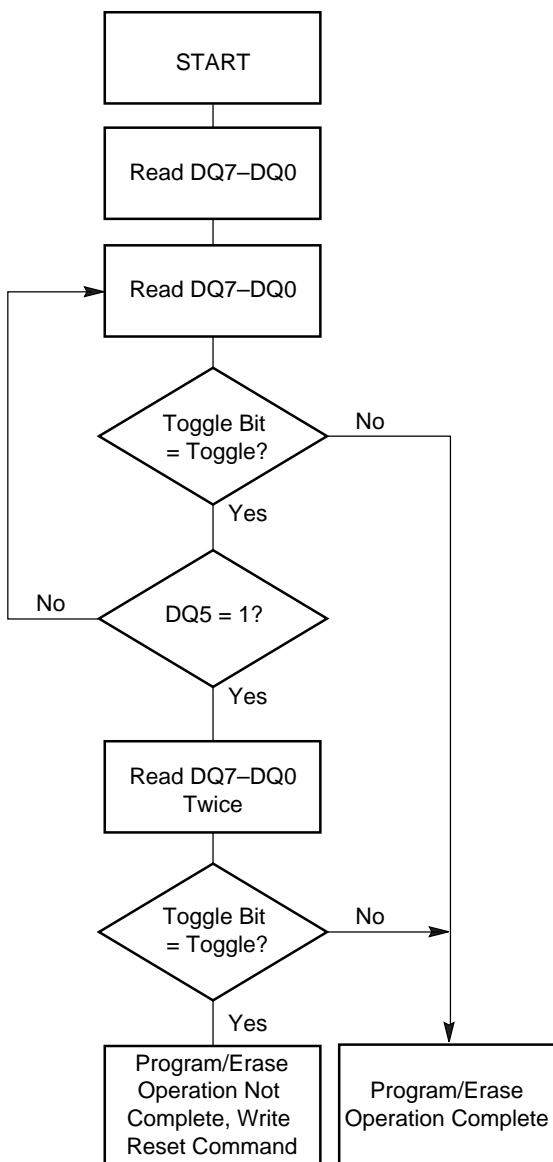 START
Read DQ7–DQ0
Read DQ7–DQ0
Toggle Bit
= Toggle?
No
Yes
No
DQ5 = 1?
Yes
Read DQ7–DQ0
Twice
Toggle Bit
= Toggle?
No
Yes
Program/Erase
Operation Not
Complete, Write
Reset Command
Program/Erase
Operation Complete